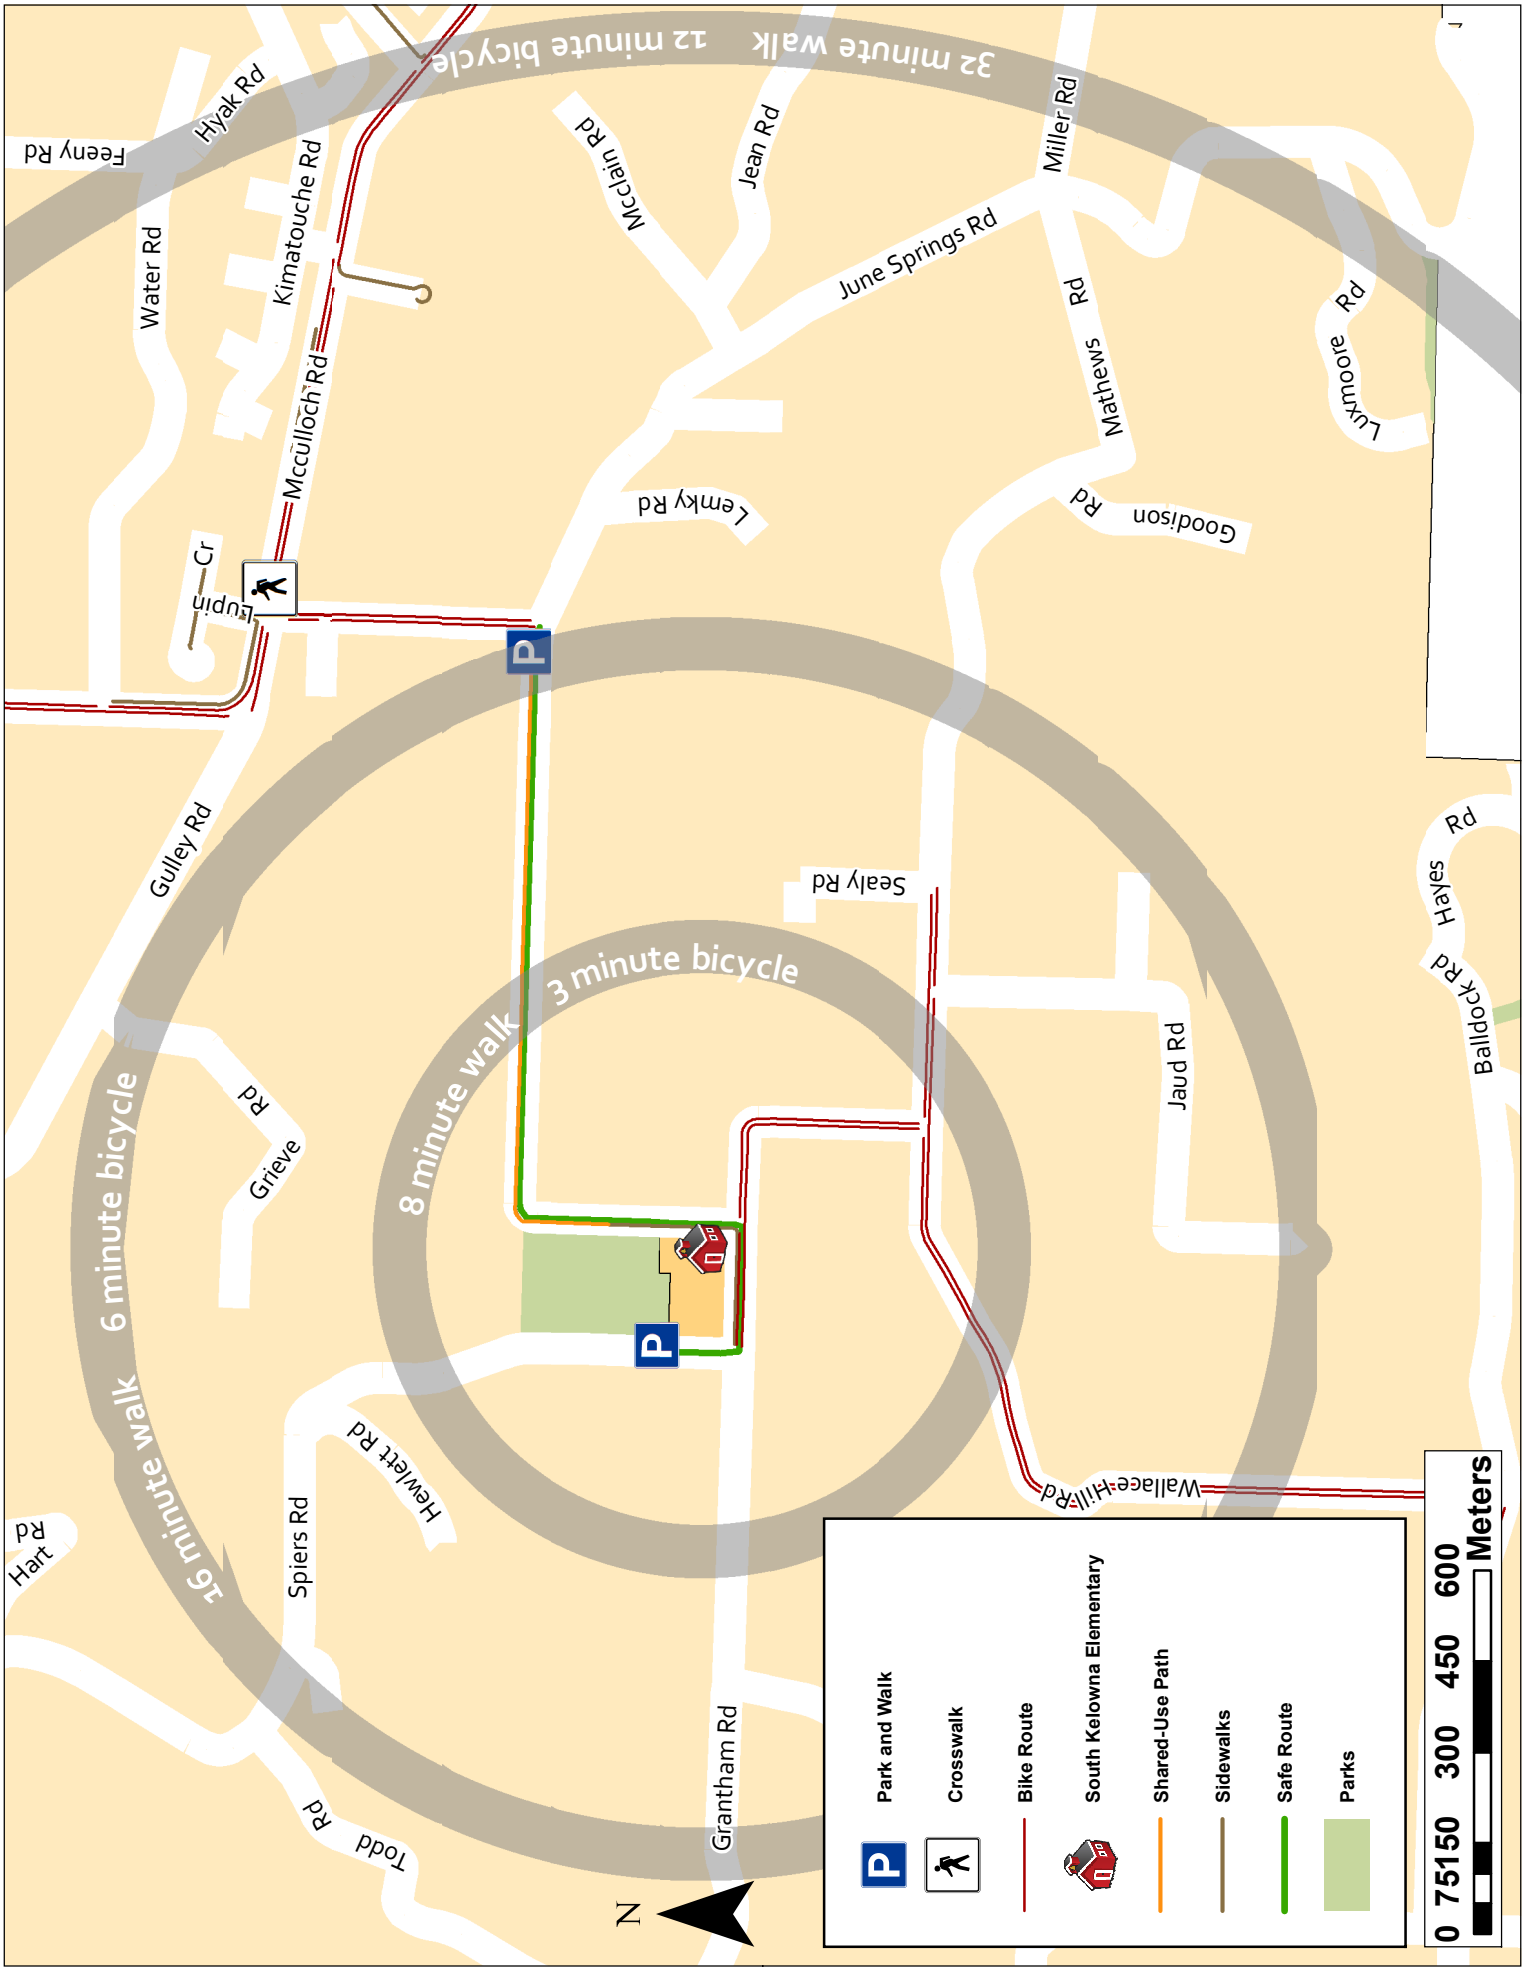 Hart Rd
Todd Rd
Spiers Rd
Hewlett Rd
Grieve Rd
Gulley Rd
Lupin Cr
Water Rd
Feeny Rd
Hyak Rd
Kimatouche Rd
Mcculloch Rd
Mcclain Rd
Jean Rd
June Springs Rd
Miller Rd
Lemky Rd
Mathews Rd
Goodison Rd
Luxmoore Rd
Sealy Rd
Jaud Rd
Hayes Rd
Balldock Rd
Wallace Hill Rd
Grantham Rd
16 minute walk
6 minute bicycle
8 minute walk
3 minute bicycle
12 minute bicycle
32 minute walk
P
P
N
P
Park and Walk
Crosswalk
Bike Route
South Kelowna Elementary
Shared-Use Path
Sidewalks
Safe Route
Parks
0 75 150 300 450 600
Meters